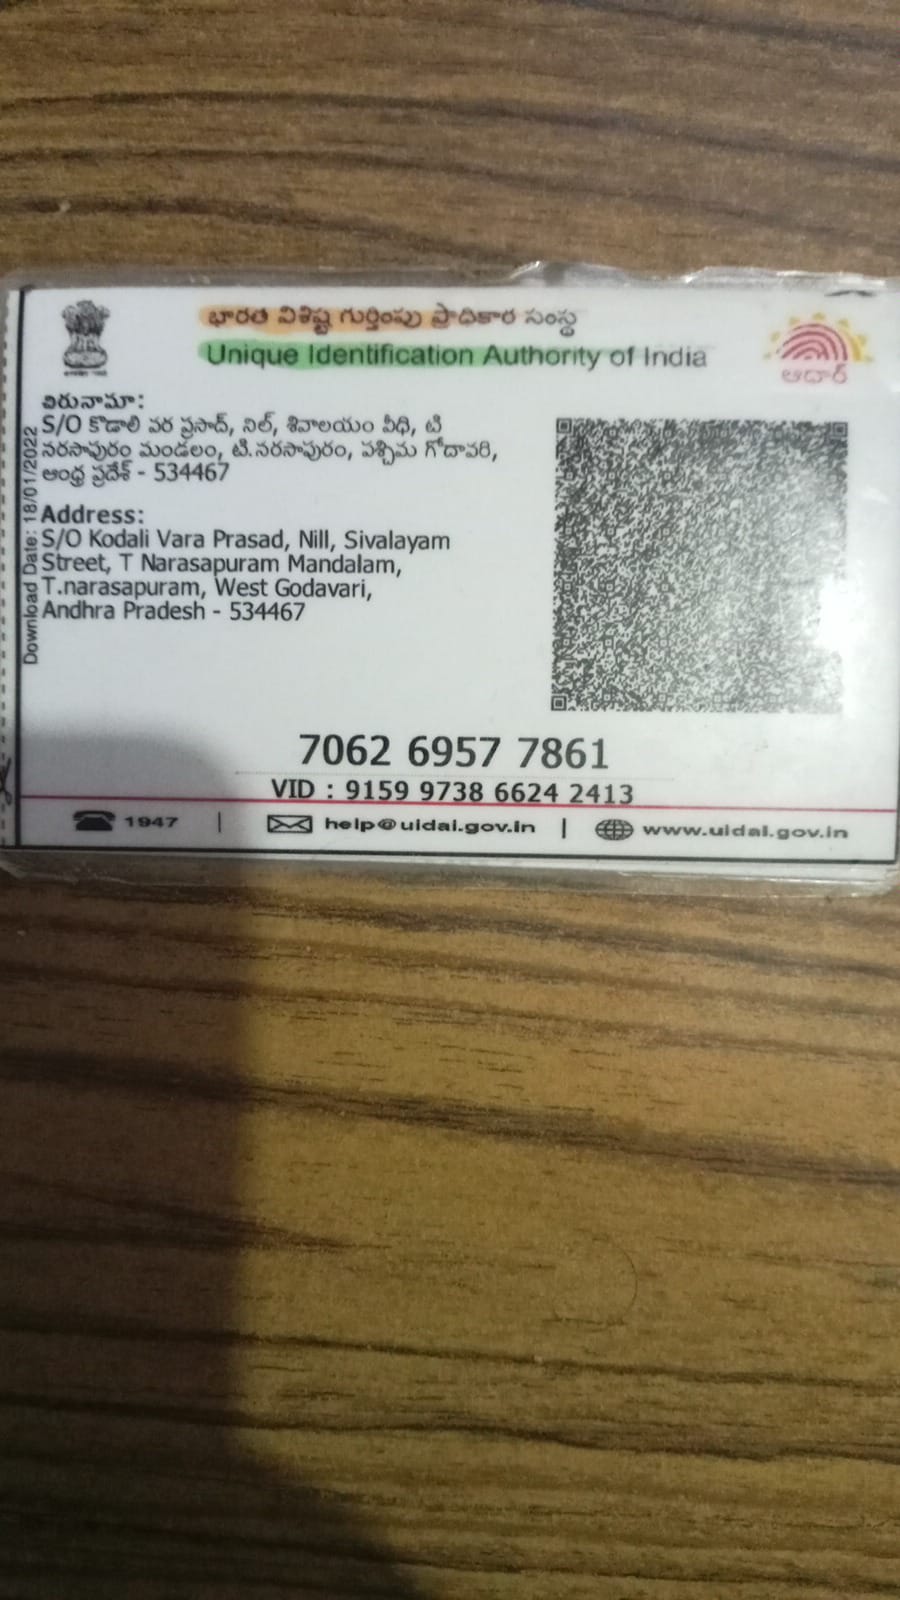 భారత విశిష్ట గుర్తింపు ప్రాధికార సంస్థ
Unique Identification Authority of India
ఆధార్
చిరునామా:
S/O కొడాలి వర ప్రసాద్, నిల్, శివాలయం వీధి, టి
నరసాపురం మండలం, టి.నరసాపురం, పశ్చిమ గోదావరి,
ఆంధ్ర ప్రదేశ్ - 534467
Address:
S/O Kodali Vara Prasad, Nill, Sivalayam
Street, T Narasapuram Mandalam,
T.narasapuram, West Godavari,
Andhra Pradesh - 534467
Download Date: 18/01/2022
7062 6957 7861
VID : 9159 9738 6624 2413
1947 | help@uidai.gov.in | www.uidai.gov.in